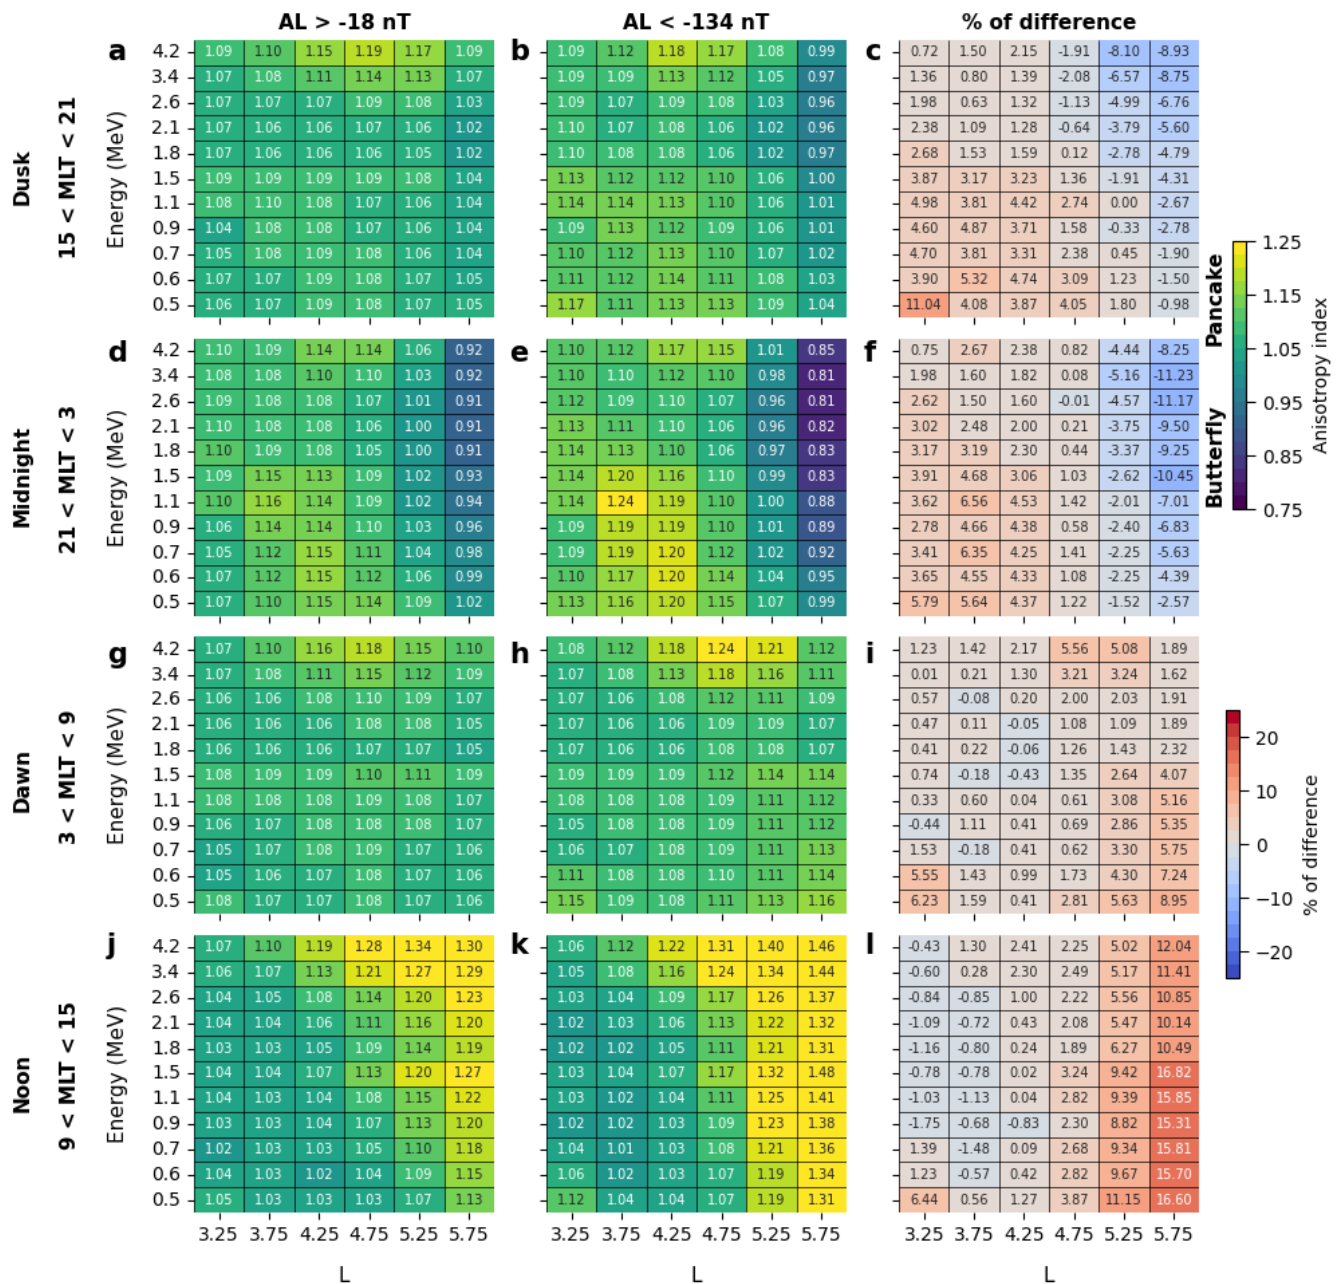 AL > -18 nT AL < -134 nT % of difference
a b c
Dusk
15 < MLT < 21
Energy (MeV)
4.2 1.09 1.10 1.15 1.19 1.17 1.09 1.09 1.12 1.18 1.17 1.08 0.99 0.72 1.50 2.15 -1.91 -8.10 -8.93
3.4 1.07 1.08 1.11 1.14 1.13 1.07 1.09 1.09 1.13 1.12 1.05 0.97 1.36 0.80 1.39 -2.08 -6.57 -8.75
2.6 1.07 1.07 1.07 1.09 1.08 1.03 1.09 1.07 1.09 1.08 1.03 0.96 1.98 0.63 1.32 -1.13 -4.99 -6.76
2.1 1.07 1.06 1.06 1.07 1.06 1.02 1.10 1.07 1.08 1.06 1.02 0.96 2.38 1.09 1.28 -0.64 -3.79 -5.60
1.8 1.07 1.06 1.06 1.06 1.05 1.02 1.10 1.08 1.08 1.06 1.02 0.97 2.68 1.53 1.59 0.12 -2.78 -4.79
1.5 1.09 1.09 1.09 1.09 1.08 1.04 1.13 1.12 1.12 1.10 1.06 1.00 3.87 3.17 3.23 1.36 -1.91 -4.31
1.1 1.08 1.10 1.08 1.07 1.06 1.04 1.14 1.14 1.13 1.10 1.06 1.01 4.98 3.81 4.42 2.74 0.00 -2.67
0.9 1.04 1.08 1.08 1.07 1.06 1.04 1.09 1.13 1.12 1.09 1.06 1.01 4.60 4.87 3.71 1.58 -0.33 -2.78
0.7 1.05 1.08 1.09 1.08 1.06 1.04 1.10 1.12 1.13 1.10 1.07 1.02 4.70 3.81 3.31 2.38 0.45 -1.90
0.6 1.07 1.07 1.09 1.08 1.07 1.05 1.11 1.12 1.14 1.11 1.08 1.03 3.90 5.32 4.74 3.09 1.23 -1.50
0.5 1.06 1.07 1.09 1.08 1.07 1.05 1.17 1.11 1.13 1.13 1.09 1.04 11.04 4.08 3.87 4.05 1.80 -0.98
d e f
Midnight
21 < MLT < 3
Energy (MeV)
4.2 1.10 1.09 1.14 1.14 1.06 0.92 1.10 1.12 1.17 1.15 1.01 0.85 0.75 2.67 2.38 0.82 -4.44 -8.25
3.4 1.08 1.08 1.10 1.10 1.03 0.92 1.10 1.10 1.12 1.10 0.98 0.81 1.98 1.60 1.82 0.08 -5.16 -11.23
2.6 1.09 1.08 1.08 1.07 1.01 0.91 1.12 1.09 1.10 1.07 0.96 0.81 2.62 1.50 1.60 -0.01 -4.57 -11.17
2.1 1.10 1.08 1.08 1.06 1.00 0.91 1.13 1.11 1.10 1.06 0.96 0.82 3.02 2.48 2.00 0.21 -3.75 -9.50
1.8 1.10 1.09 1.08 1.05 1.00 0.91 1.14 1.13 1.10 1.06 0.97 0.83 3.17 3.19 2.30 0.44 -3.37 -9.25
1.5 1.09 1.15 1.13 1.09 1.02 0.93 1.14 1.20 1.16 1.10 0.99 0.83 3.91 4.68 3.06 1.03 -2.62 -10.45
1.1 1.10 1.16 1.14 1.09 1.02 0.94 1.14 1.24 1.19 1.10 1.00 0.88 3.62 6.56 4.53 1.42 -2.01 -7.01
0.9 1.06 1.14 1.14 1.10 1.03 0.96 1.09 1.19 1.19 1.10 1.01 0.89 2.78 4.66 4.38 0.58 -2.40 -6.83
0.7 1.05 1.12 1.15 1.11 1.04 0.98 1.09 1.19 1.20 1.12 1.02 0.92 3.41 6.35 4.25 1.41 -2.25 -5.63
0.6 1.07 1.12 1.15 1.12 1.06 0.99 1.10 1.17 1.20 1.14 1.04 0.95 3.65 4.55 4.33 1.08 -2.25 -4.39
0.5 1.07 1.10 1.15 1.14 1.09 1.02 1.13 1.16 1.20 1.15 1.07 0.99 5.79 5.64 4.37 1.22 -1.52 -2.57
g h i
Dawn
3 < MLT < 9
Energy (MeV)
4.2 1.07 1.10 1.16 1.18 1.15 1.10 1.08 1.12 1.18 1.24 1.21 1.12 1.23 1.42 2.17 5.56 5.08 1.89
3.4 1.07 1.08 1.11 1.15 1.12 1.09 1.07 1.08 1.13 1.18 1.16 1.11 0.01 0.21 1.30 3.21 3.24 1.62
2.6 1.06 1.06 1.08 1.10 1.09 1.07 1.06 1.06 1.08 1.12 1.11 1.09 0.57 -0.08 0.20 2.00 2.03 1.91
2.1 1.06 1.06 1.06 1.08 1.08 1.05 1.07 1.06 1.06 1.09 1.09 1.07 0.47 0.11 -0.05 1.08 1.09 1.89
1.8 1.06 1.06 1.06 1.07 1.07 1.05 1.07 1.06 1.06 1.08 1.08 1.07 0.41 0.22 -0.06 1.26 1.43 2.32
1.5 1.08 1.09 1.09 1.10 1.11 1.09 1.09 1.09 1.09 1.12 1.14 1.14 0.74 -0.18 -0.43 1.35 2.64 4.07
1.1 1.08 1.08 1.08 1.09 1.08 1.07 1.08 1.08 1.08 1.09 1.11 1.12 0.33 0.60 0.04 0.61 3.08 5.16
0.9 1.06 1.07 1.08 1.08 1.08 1.07 1.05 1.08 1.08 1.09 1.11 1.12 -0.44 1.11 0.41 0.69 2.86 5.35
0.7 1.05 1.07 1.08 1.09 1.07 1.06 1.06 1.07 1.08 1.09 1.11 1.13 1.53 -0.18 0.41 0.62 3.30 5.75
0.6 1.05 1.06 1.07 1.08 1.07 1.06 1.11 1.08 1.08 1.10 1.11 1.14 5.55 1.43 0.99 1.73 4.30 7.24
0.5 1.08 1.07 1.07 1.08 1.07 1.06 1.15 1.09 1.08 1.11 1.13 1.16 6.23 1.59 0.41 2.81 5.63 8.95
j k l
Noon
9 < MLT < 15
Energy (MeV)
4.2 1.07 1.10 1.19 1.28 1.34 1.30 1.06 1.12 1.22 1.31 1.40 1.46 -0.43 1.30 2.41 2.25 5.02 12.04
3.4 1.06 1.07 1.13 1.21 1.27 1.29 1.05 1.08 1.16 1.24 1.34 1.44 -0.60 0.28 2.30 2.49 5.17 11.41
2.6 1.04 1.05 1.08 1.14 1.20 1.23 1.03 1.04 1.09 1.17 1.26 1.37 -0.84 -0.85 1.00 2.22 5.56 10.85
2.1 1.04 1.04 1.06 1.11 1.16 1.20 1.02 1.03 1.06 1.13 1.22 1.32 -1.09 -0.72 0.43 2.08 5.47 10.14
1.8 1.03 1.03 1.05 1.09 1.14 1.19 1.02 1.02 1.05 1.11 1.21 1.31 -1.16 -0.80 0.24 1.89 6.27 10.49
1.5 1.04 1.04 1.07 1.13 1.20 1.27 1.03 1.03 1.07 1.17 1.32 1.48 -0.78 -0.78 0.02 3.24 9.42 16.82
1.1 1.04 1.04 1.04 1.08 1.15 1.22 1.03 1.02 1.04 1.11 1.25 1.41 -1.03 -1.13 0.04 2.82 9.39 15.85
0.9 1.03 1.03 1.04 1.07 1.13 1.20 1.02 1.02 1.03 1.09 1.23 1.38 -1.75 -0.68 -0.83 2.30 8.82 15.31
0.7 1.02 1.03 1.03 1.05 1.10 1.18 1.04 1.01 1.03 1.08 1.21 1.36 1.39 -1.48 0.09 2.68 9.34 15.81
0.6 1.04 1.03 1.02 1.04 1.09 1.15 1.06 1.02 1.03 1.07 1.19 1.34 1.23 -0.57 0.42 2.82 9.67 15.70
0.5 1.05 1.03 1.03 1.03 1.07 1.13 1.12 1.04 1.04 1.07 1.19 1.31 6.44 0.56 1.27 3.87 11.15 16.60
3.25 3.75 4.25 4.75 5.25 5.75 3.25 3.75 4.25 4.75 5.25 5.75 3.25 3.75 4.25 4.75 5.25 5.75
L L L
Pancake
Butterfly
1.25
1.15
1.05
0.95
0.85
0.75
Anisotropy index
20
10
0
−10
−20
% of difference